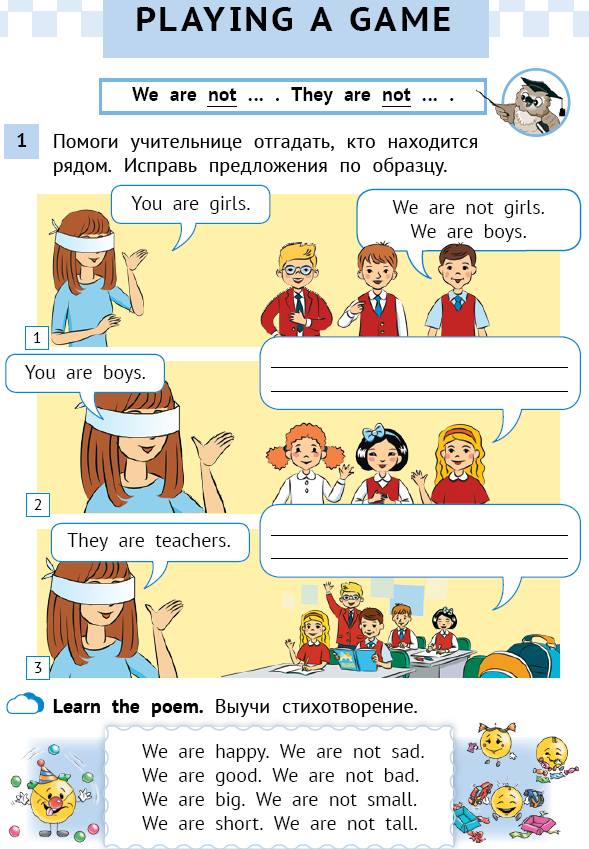 PLAYING A GAME
We are not ... . They are not ... .
1 Помоги учительнице отгадать, кто находится
рядом. Исправь предложения по образцу.
You are girls.
We are not girls.
We are boys.
1
You are boys.
2
They are teachers.
3
Learn the poem. Выучи стихотворение.
We are happy. We are not sad.
We are good. We are not bad.
We are big. We are not small.
We are short. We are not tall.